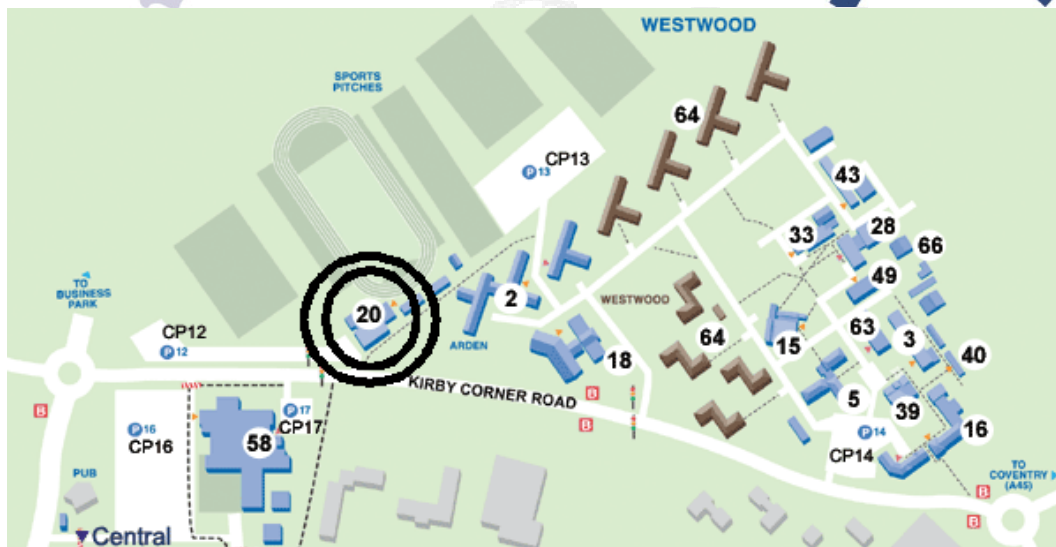 WESTWOOD
SPORTS
PITCHES
64
CP13
P 13
43
33
28
66
TO
BUSINESS
PARK
20
2
49
WESTWOOD
CP12
P 12
ARDEN
18
64
15
63
3
40
KIRBY CORNER ROAD
B
B
5
39
B
P 16
CP16
P 17
CP17
58
P 14
CP14
16
PUB
TO
COVENTRY
(A45)
B
B
Central